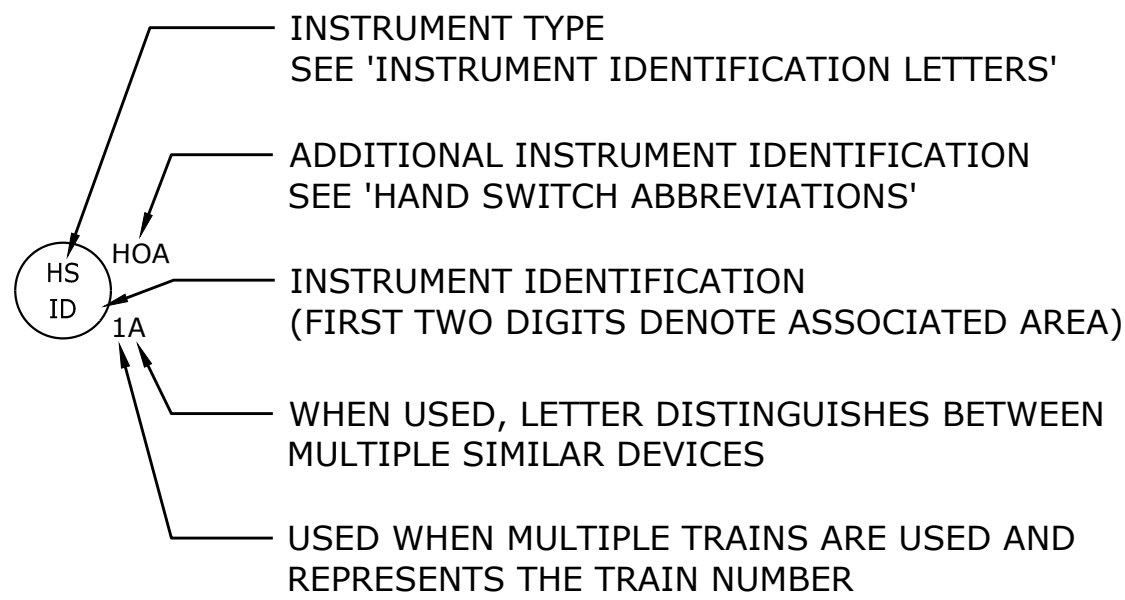 INSTRUMENT TYPE
SEE 'INSTRUMENT IDENTIFICATION LETTERS'
ADDITIONAL INSTRUMENT IDENTIFICATION
SEE 'HAND SWITCH ABBREVIATIONS'
HOA
HS
ID
1A
INSTRUMENT IDENTIFICATION
(FIRST TWO DIGITS DENOTE ASSOCIATED AREA)
WHEN USED, LETTER DISTINGUISHES BETWEEN
MULTIPLE SIMILAR DEVICES
USED WHEN MULTIPLE TRAINS ARE USED AND
REPRESENTS THE TRAIN NUMBER